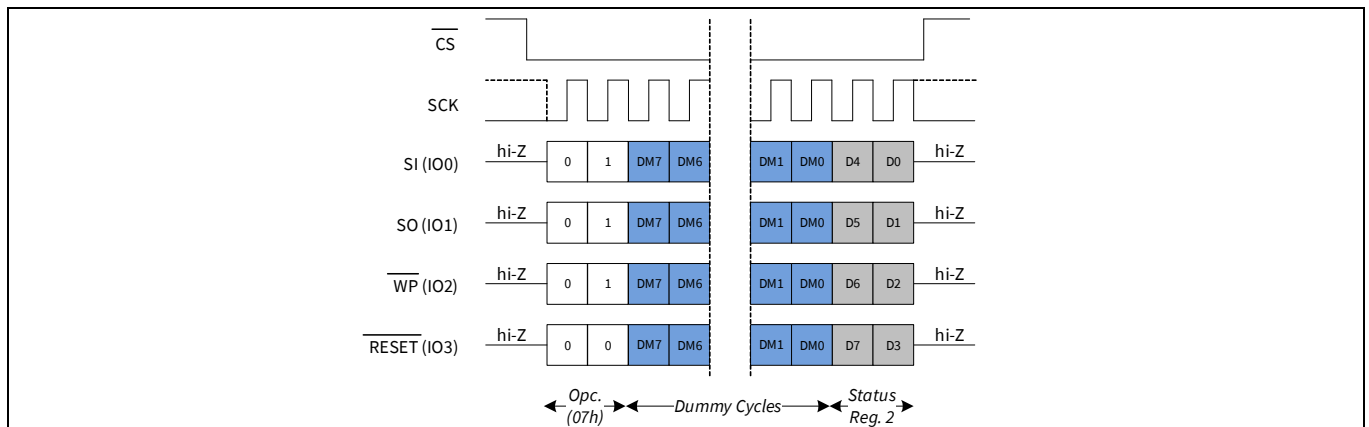 CS
SCK
SI (IO0) hi-Z 0 1 DM7 DM6 DM1 DM0 D4 D0 hi-Z
SO (IO1) hi-Z 0 1 DM7 DM6 DM1 DM0 D5 D1 hi-Z
WP (IO2) hi-Z 0 1 DM7 DM6 DM1 DM0 D6 D2 hi-Z
RESET (IO3) hi-Z 0 0 DM7 DM6 DM1 DM0 D7 D3 hi-Z
Opc. (07h)
Dummy Cycles
Status Reg. 2